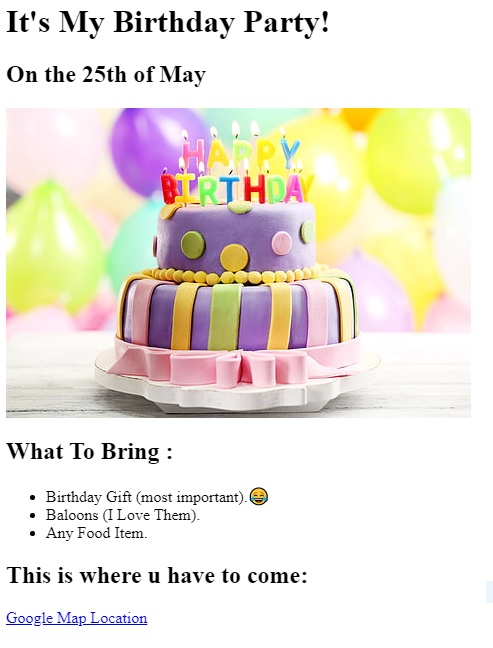 It's My Birthday Party!
On the 25th of May
HAPPY
BIRTHDAY
What To Bring :
Birthday Gift (most important).😂
Baloons (I Love Them).
Any Food Item.
This is where u have to come:
Google Map Location